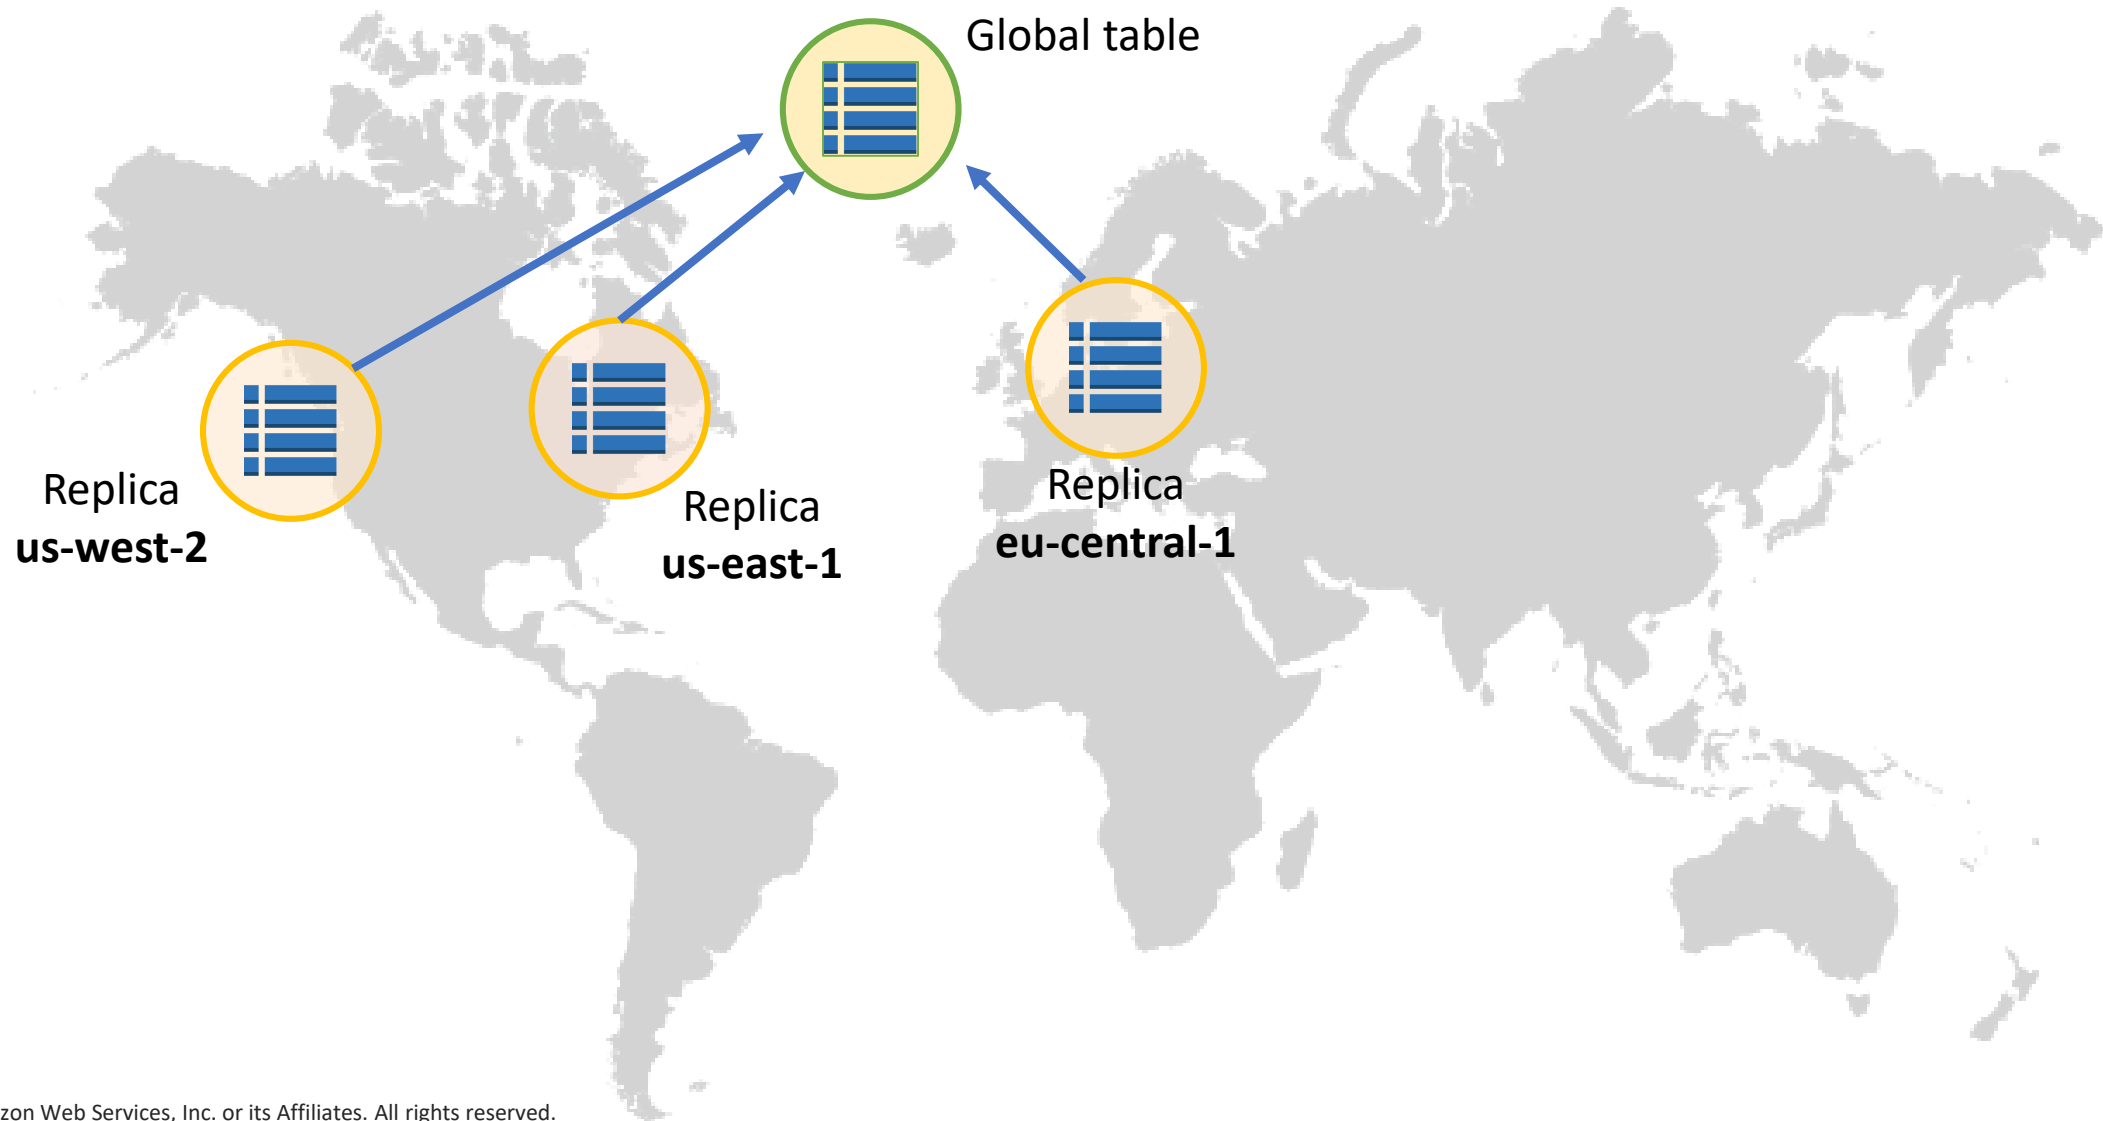 Global table
Replica
us-west-2
Replica
us-east-1
Replica
eu-central-1
Web Services, Inc. or its Affiliates. All rights reserved.